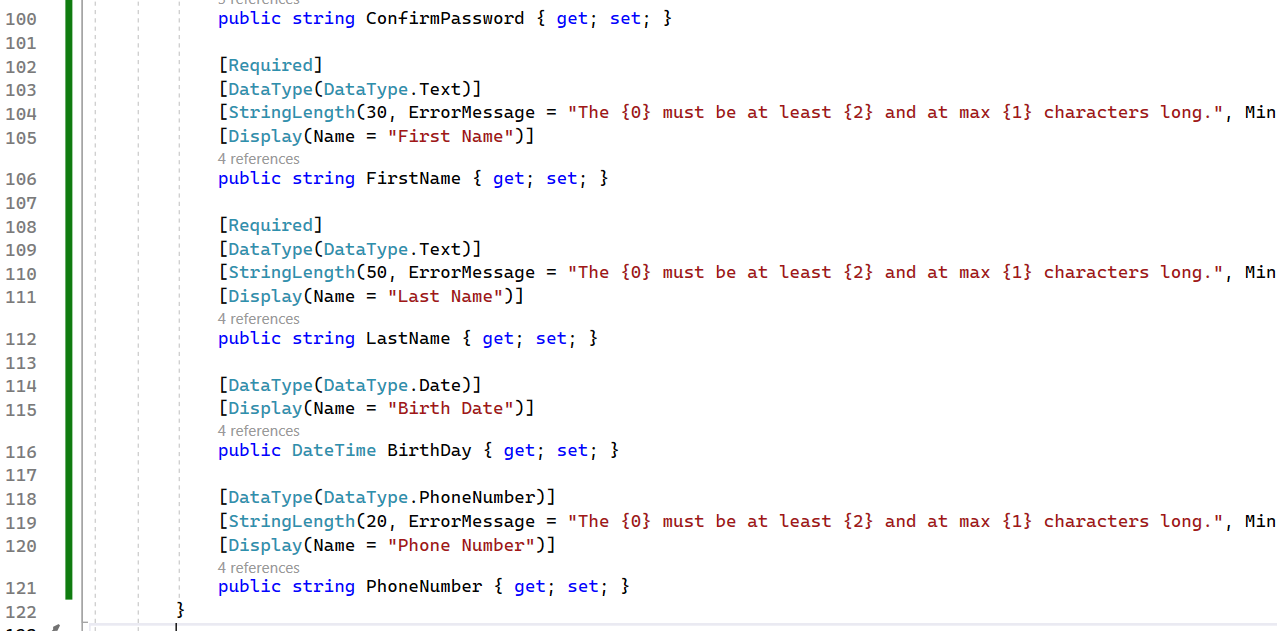 5 references
100 public string ConfirmPassword { get; set; }
101
102 [Required]
103 [DataType(DataType.Text)]
104 [StringLength(30, ErrorMessage = "The {0} must be at least {2} and at max {1} characters long.", Min
105 [Display(Name = "First Name")]
4 references
106 public string FirstName { get; set; }
107
108 [Required]
109 [DataType(DataType.Text)]
110 [StringLength(50, ErrorMessage = "The {0} must be at least {2} and at max {1} characters long.", Min
111 [Display(Name = "Last Name")]
4 references
112 public string LastName { get; set; }
113
114 [DataType(DataType.Date)]
115 [Display(Name = "Birth Date")]
4 references
116 public DateTime BirthDay { get; set; }
117
118 [DataType(DataType.PhoneNumber)]
119 [StringLength(20, ErrorMessage = "The {0} must be at least {2} and at max {1} characters long.", Min
120 [Display(Name = "Phone Number")]
4 references
121 public string PhoneNumber { get; set; }
122 }